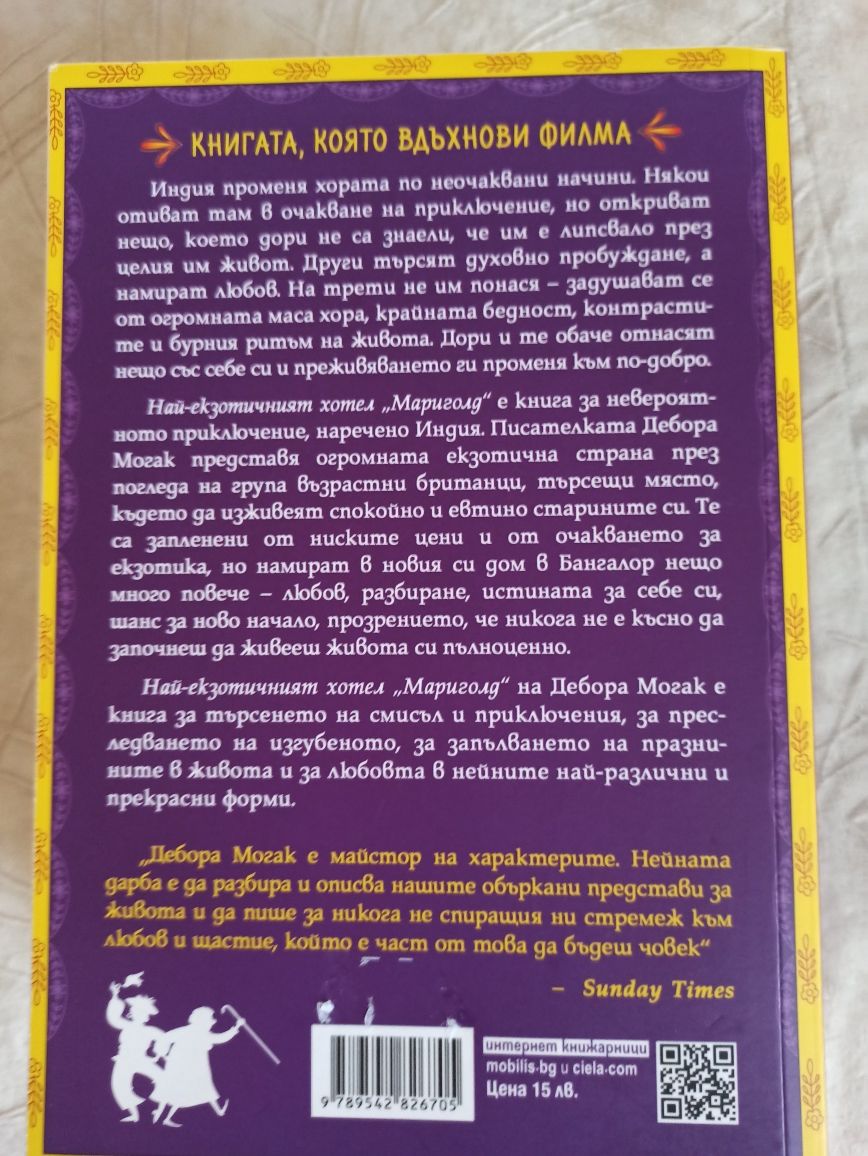 КНИГАТА, КОЯТО ВДЪХНОВИ ФИЛМА
Индия променя хората по неочаквани начини. Някои
отиват там в очакване на приключение, но откриват
нещо, което дори не са знаели, че им е липсвало през
целия им живот. Други търсят духовно пробуждане, а
намират любов. На трети не им понася – задушават се
от огромната маса хора, крайната бедност, контрасти-
те и бурния ритъм на живота. Дори и те обаче отнасят
нещо със себе си и преживяването ги променя към по-добро.
Най-екзотичният хотел „Мариголд“ е книга за невероят-
ното приключение, наречено Индия. Писателката Дебора
Могак представя огромната екзотична страна през
погледа на група възрастни британци, търсещи място,
където да изживеят спокойно и евтино старините си. Те
са запленени от ниските цени и от очакването за
екзотика, но намират в новия си дом в Бангалор нещо
много повече – любов, разбиране, истината за себе си,
шанс за ново начало, прозрението, че никога не е късно да
започнеш да живееш живота си пълноценно.
Най-екзотичният хотел „Мариголд“ на Дебора Могак е
книга за търсенето на смисъл и приключения, за прес-
ледването на изгубеното, за запълването на празни-
ните в живота и за любовта в нейните най-различни и
прекрасни форми.
„Дебора Могак е майстор на характерите. Нейната
дарба е да разбира и описва нашите объркани представи за
живота и да пише за никога не спиращия ни стремеж към
любов и щастие, който е част от това да бъдеш човек“
– Sunday Times
интернет книжарници
mobilis.bg и ciela.com
Цена 15 лв.
9 789542 826705